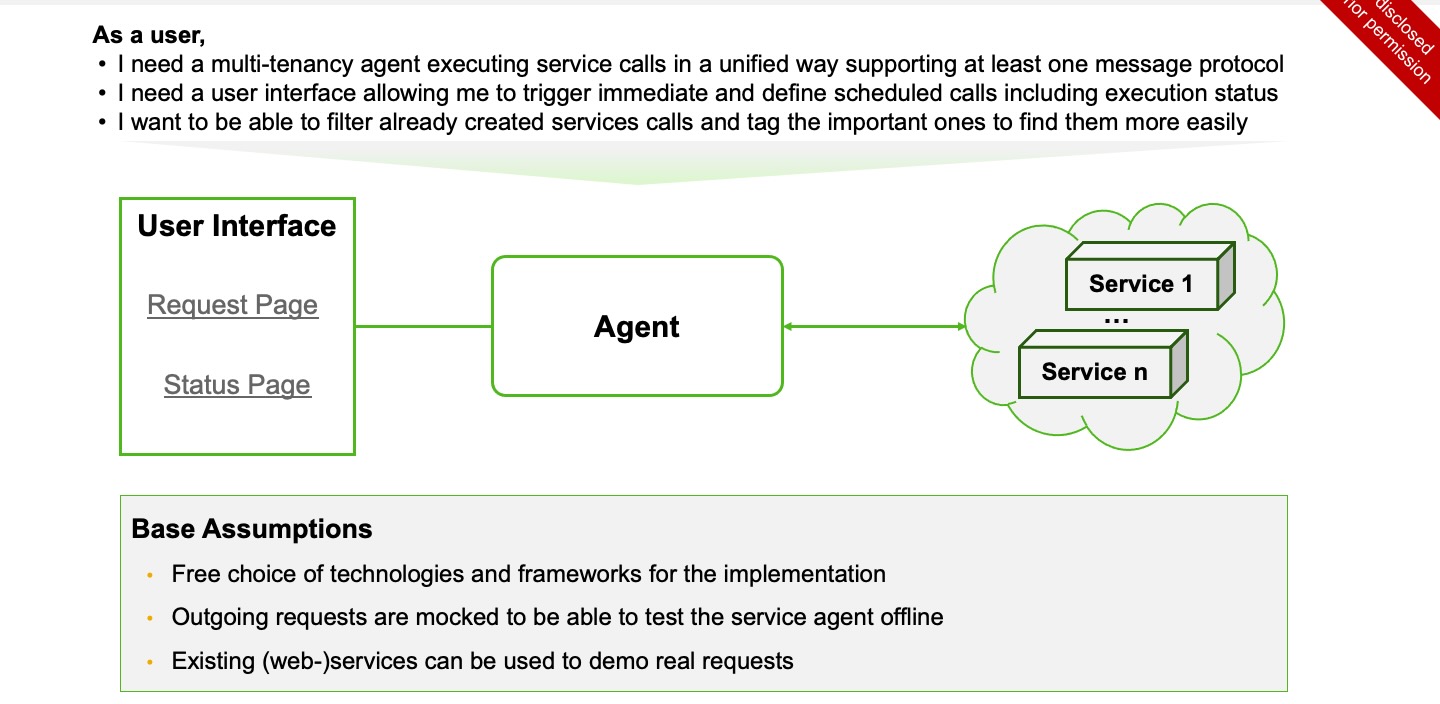 As a user,
• I need a multi-tenancy agent executing service calls in a unified way supporting at least one message protocol
• I need a user interface allowing me to trigger immediate and define scheduled calls including execution status
• I want to be able to filter already created services calls and tag the important ones to find them more easily
disclosed
permission
User Interface
Request Page
Status Page
Agent
Service 1
...
Service n
Base Assumptions
• Free choice of technologies and frameworks for the implementation
• Outgoing requests are mocked to be able to test the service agent offline
• Existing (web-)services can be used to demo real requests